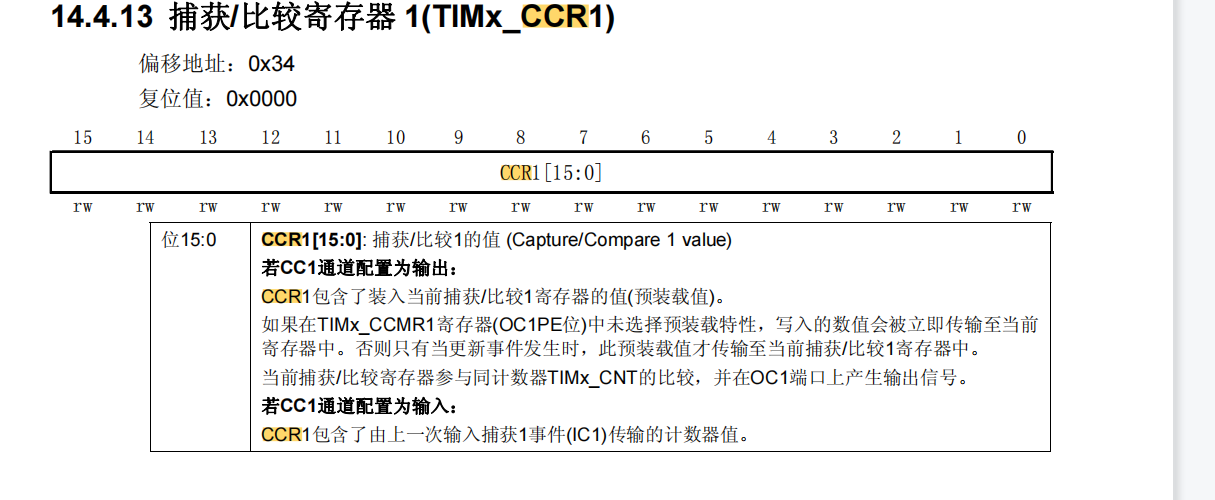 14.4.13 捕获/比较寄存器 1(TIMx_CCR1)
偏移地址：0x34
复位值：0x0000
15 14 13 12 11 10 9 8 7 6 5 4 3 2 1 0
CCR1[15:0]
rw rw rw rw rw rw rw rw rw rw rw rw rw rw rw rw
位15:0 CCR1[15:0]: 捕获/比较1的值 (Capture/Compare 1 value)
若CC1通道配置为输出：
CCR1包含了装入当前捕获/比较1寄存器的值(预装载值)。
如果在TIMx_CCMR1寄存器(OC1PE位)中未选择预装载特性，写入的数值会被立即传输至当前
寄存器中。否则只有当更新事件发生时，此预装载值才传输至当前捕获/比较1寄存器中。
当前捕获/比较寄存器参与同计数器TIMx_CNT的比较，并在OC1端口上产生输出信号。
若CC1通道配置为输入：
CCR1包含了由上一次输入捕获1事件(IC1)传输的计数器值。